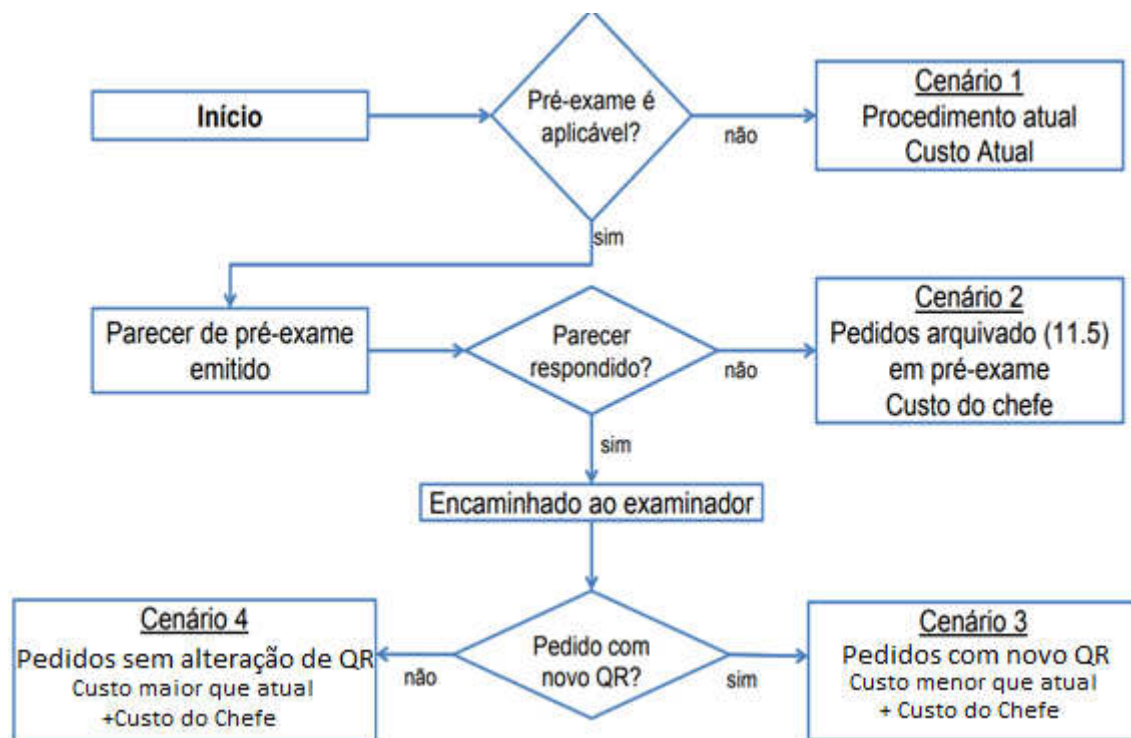 Início
Pré-exame é
aplicável?
não
Cenário 1
Procedimento atual
Custo Atual
sim
Parecer de pré-exame
emitido
Parecer
respondido?
não
Cenário 2
Pedidos arquivado (11.5)
em pré-exame
Custo do chefe
sim
Encaminhado ao examinador
Cenário 4
Pedidos sem alteração de QR
Custo maior que atual
+Custo do Chefe
não
Pedido com
novo QR?
sim
Cenário 3
Pedidos com novo QR
Custo menor que atual
+ Custo do Chefe